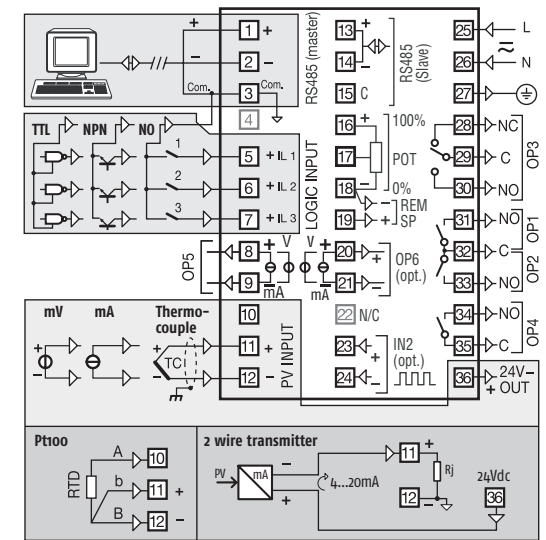 +
1 +
–
2 –
Com.
3 Com.
4
RS485 (master)
13 +
14 –
15 C
RS485
(Slave)
25 L
26 N
27
TTL NPN NO
1
5 + IL 1
2
6 + IL 2
3
7 + IL 3
LOGIC INPUT
16 + 100%
17 POT
18 – 0%
– REM
19 + SP
28 NC
29 C
30 NO
OP3
31 NO
OP1
32 C
OP2
33 NO
OP5
8 + V
9 – mA
V + 20 +
mA – 21 –
OP6
(opt.)
22 N/C
34 NO
35 C
OP4
mV mA Thermo-
couple
10
+
TC
–
11 +
12 –
PV INPUT
23 +
24 –
IN2
(opt.)
36 24V–
+ OUT
Pt100
RTD
A 10
b 11 +
B 12 –
2 wire transmitter
PV
mA
–
+
4...20mA
11 +
Rj
12 –
24Vdc
36